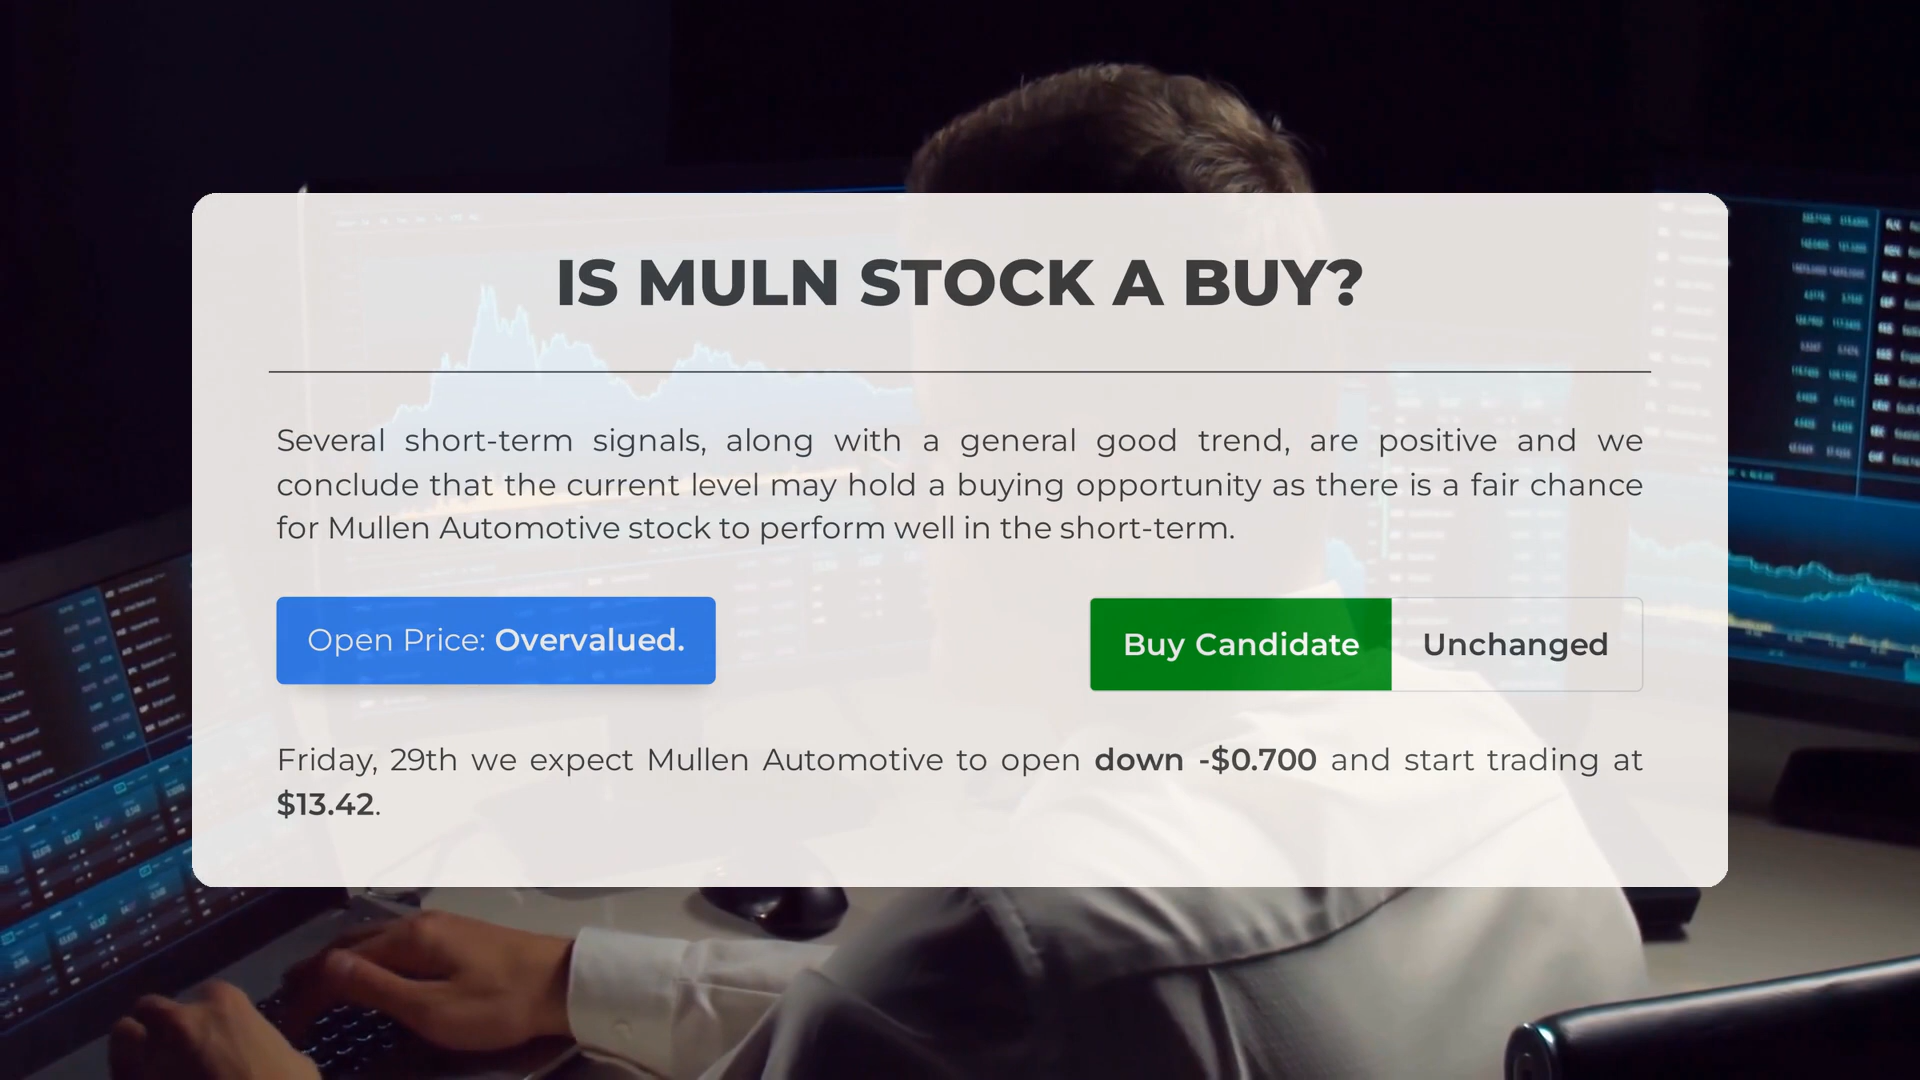 IS MULN STOCK A BUY?
Several short-term signals, along with a general good trend, are positive and we
conclude that the current level may hold a buying opportunity as there is a fair chance
for Mullen Automotive stock to perform well in the short-term.
Open Price: Overvalued.
Buy Candidate Unchanged
Friday, 29th we expect Mullen Automotive to open down -$0.700 and start trading at
$13.42.